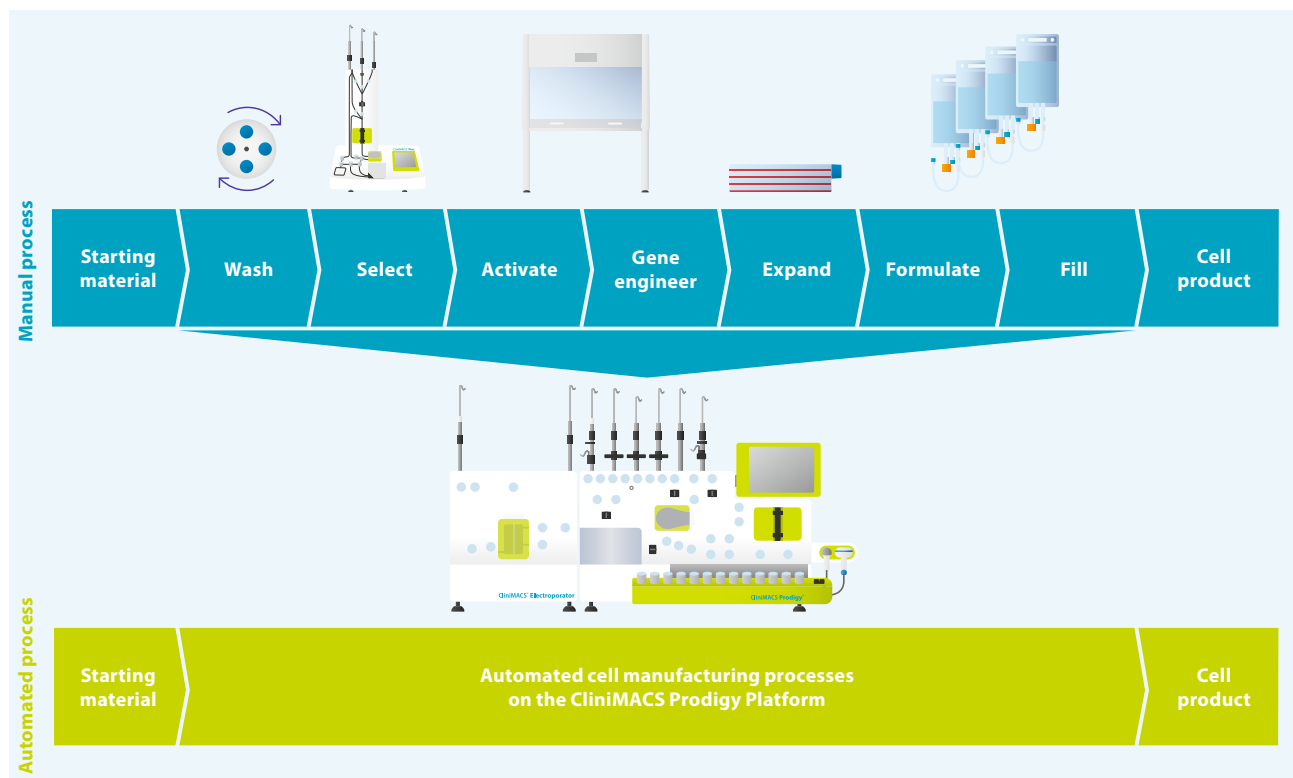 Manual process
Starting
material
Wash
Select
Activate
Gene
engineer
Expand
Formulate
Fill
Cell
product
CliniMACS® Electroporator
CliniMACS Prodigy®
Automated process
Starting
material
Automated cell manufacturing processes
on the CliniMACS Prodigy Platform
Cell
product